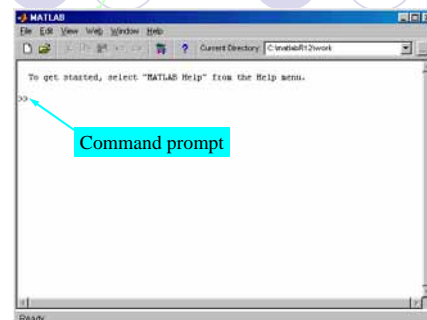 MATLAB
File Edit View Web Window Help
? Current Directory: C:\matlabR12\work
To get started, select "MATLAB Help" from the Help menu.
>>
Command prompt
Ready